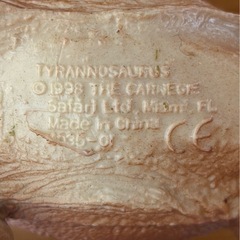 TYRANNOSAURUS
©1998 THE CARNEGIE
Safari Ltd. Miami, FL
Made In China
CE